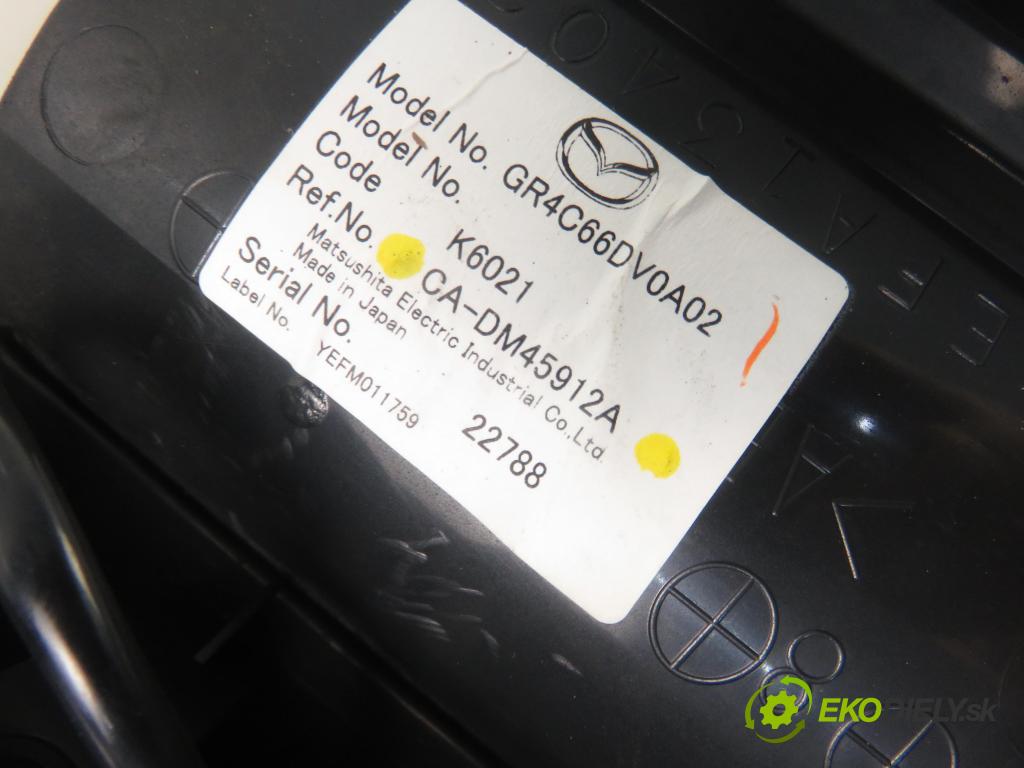 Model No. GR4C66DV0A02
Model No.
Code K6021
Ref.No. CA-DM45912A
Matsushita Electric Industrial Co.,Ltd.
Made in Japan
Serial No. 22788
Label No. YEFM011759
EKODIELY.sk